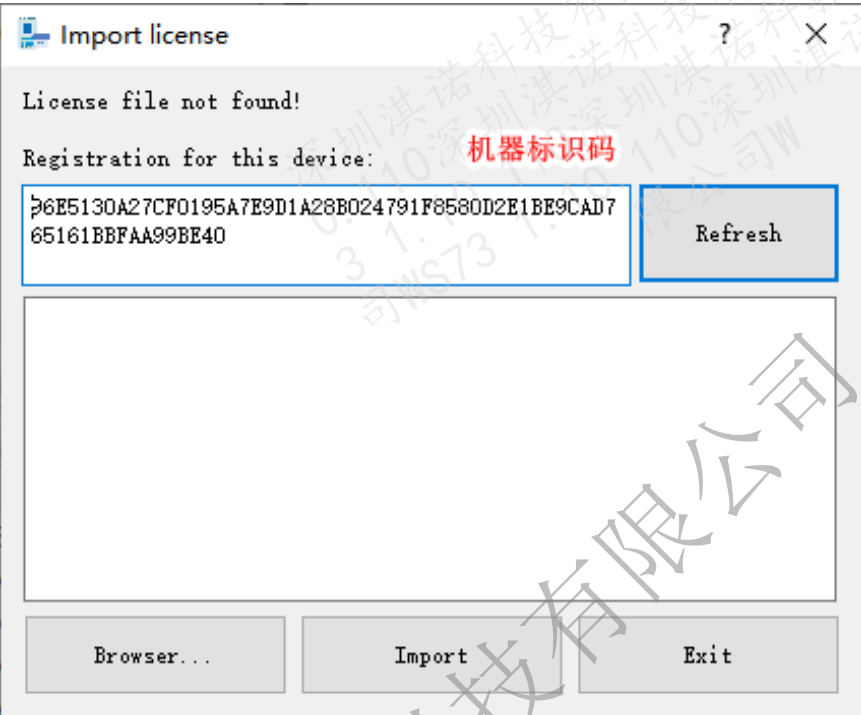 Import license
License file not found!
Registration for this device:
机器标识码
96E5130A27CF0195A7E9D1A28B024791F8580D2E1BE9CAD7
65161BBFAA99BE40
Refresh
Browser...
Import
Exit